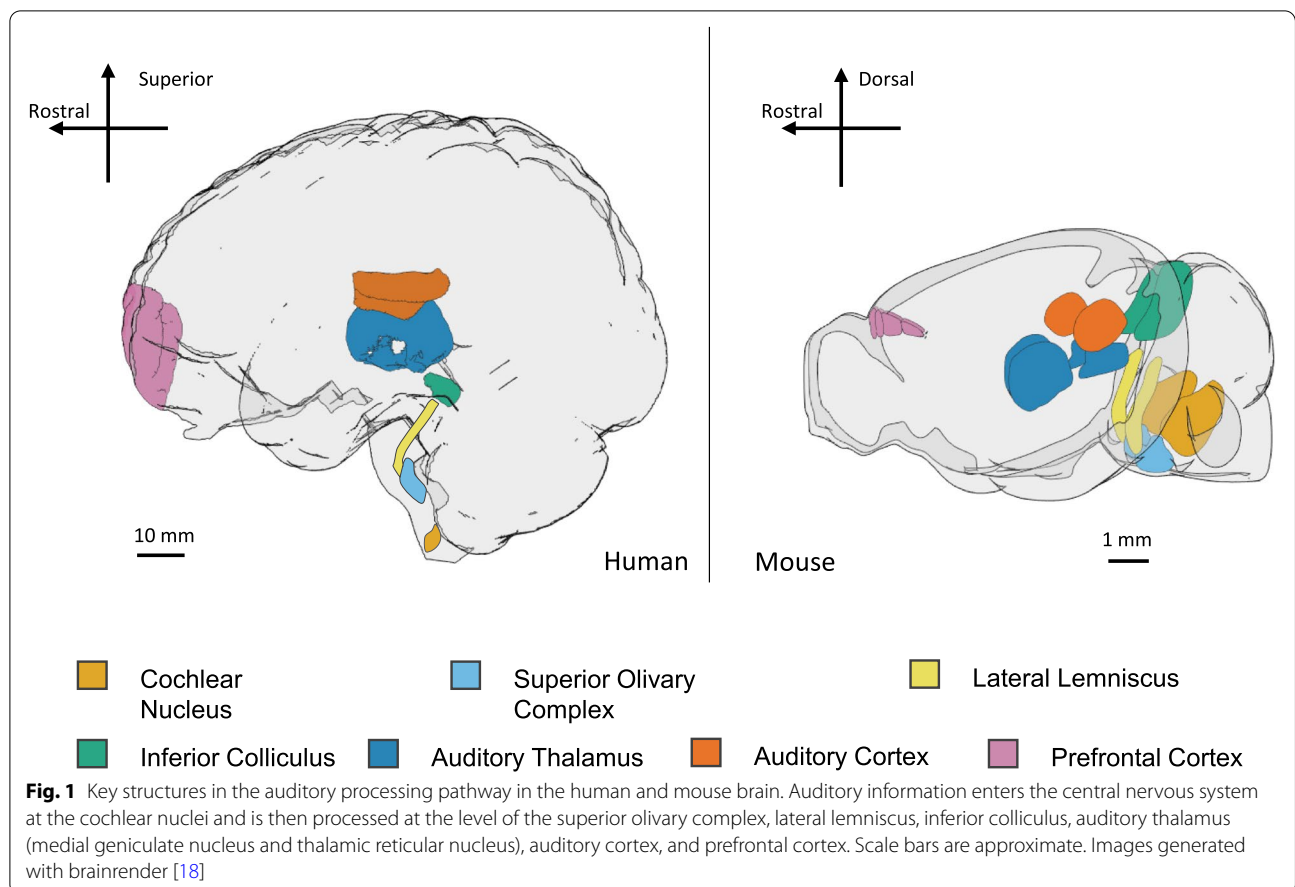 Superior
Rostral
Dorsal
Rostral
10 mm
1 mm
Human
Mouse
Cochlear
Nucleus
Superior Olivary
Complex
Lateral Lemniscus
Inferior Colliculus
Auditory Thalamus
Auditory Cortex
Prefrontal Cortex
Fig. 1 Key structures in the auditory processing pathway in the human and mouse brain. Auditory information enters the central nervous system
at the cochlear nuclei and is then processed at the level of the superior olivary complex, lateral lemniscus, inferior colliculus, auditory thalamus
(medial geniculate nucleus and thalamic reticular nucleus), auditory cortex, and prefrontal cortex. Scale bars are approximate. Images generated
with brainrender [18]